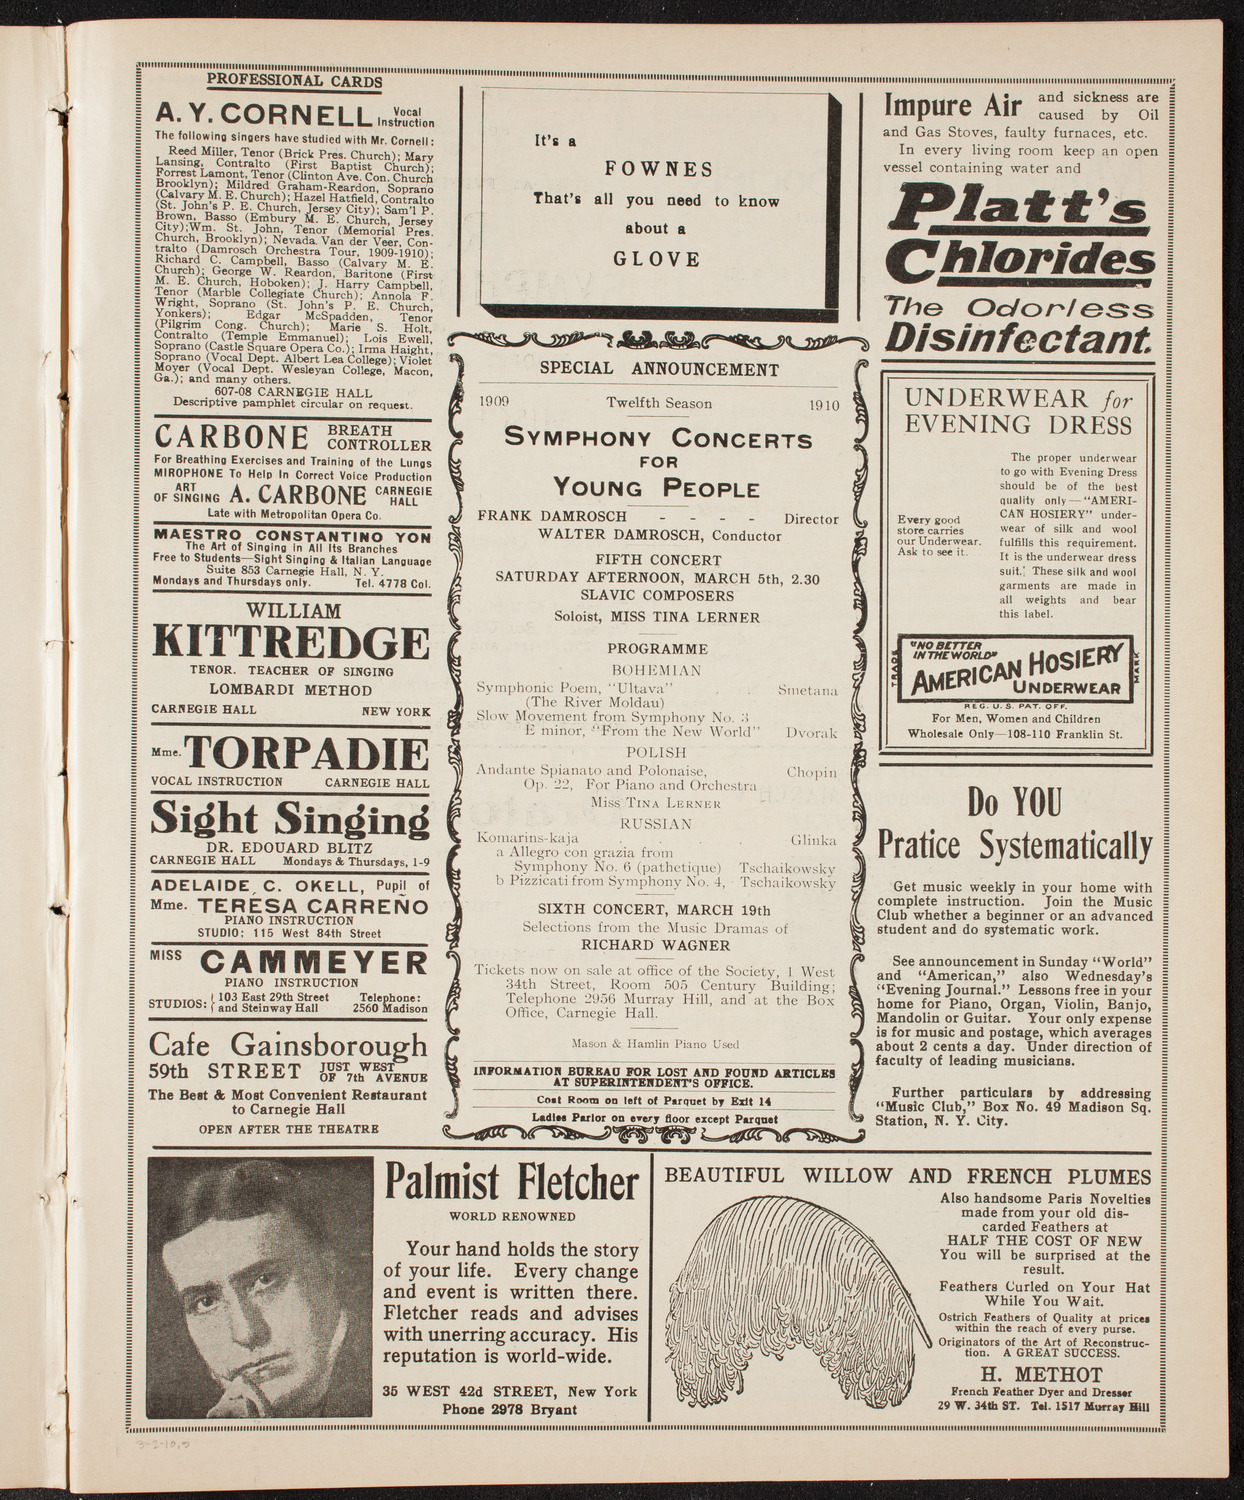 PROFESSIONAL CARDS
A. Y. CORNELL Vocal Instruction
The following singers have studied with Mr. Cornell:
Reed Miller, Tenor (Brick Pres. Church); Mary
Lansing, Contralto (First Baptist Church);
Forrest Lamont, Tenor (Clinton Ave. Con. Church
Brooklyn); Mildred Graham-Reardon, Soprano
(Calvary M. E. Church); Hazel Hatfield, Contralto
(St. John's P. E. Church, Jersey City); Sam'l P.
Brown, Basso (Embury M. E. Church, Jersey
City);Wm. St. John, Tenor (Memorial Pres.
Church, Brooklyn); Nevada Van der Veer, Con-
tralto (Damrosch Orchestra Tour, 1909-1910);
Richard C. Campbell, Basso (Calvary M. E.
Church); George W. Reardon, Baritone (First
M. E. Church, Hoboken); J. Harry Campbell,
Tenor (Marble Collegiate Church); Annola F.
Wright, Soprano (St. John's P. E. Church,
Yonkers); Edgar McSpadden, Tenor
(Pilgrim Cong. Church); Marie S. Holt,
Contralto (Temple Emmanuel); Lois Ewell,
Soprano (Castle Square Opera Co.); Irma Haight,
Soprano (Vocal Dept. Albert Lea College); Violet
Moyer (Vocal Dept. Wesleyan College, Macon,
Ga.); and many others.
607-08 CARNEGIE HALL
Descriptive pamphlet circular on request.
CARBONE BREATH CONTROLLER
For Breathing Exercises and Training of the Lungs
MIROPHONE To Help In Correct Voice Production
ART OF SINGING A. CARBONE CARNEGIE HALL
Late with Metropolitan Opera Co.
MAESTRO CONSTANTINO YON
The Art of Singing in All Its Branches
Free to Students—Sight Singing & Italian Language
Suite 853 Carnegie Hall, N. Y.
Mondays and Thursdays only. Tel. 4778 Col.
WILLIAM
KITTREDGE
TENOR. TEACHER OF SINGING
LOMBARDI METHOD
CARNEGIE HALL NEW YORK
Mme. TORPADIE
VOCAL INSTRUCTION CARNEGIE HALL
Sight Singing
DR. EDOUARD BLITZ
CARNEGIE HALL Mondays & Thursdays, 1-9
ADELAIDE C. OKELL, Pupil of
Mme. TERESA CARREÑO
PIANO INSTRUCTION
STUDIO: 115 West 84th Street
MISS CAMMEYER
PIANO INSTRUCTION
STUDIOS: { 103 East 29th Street Telephone:
and Steinway Hall 2560 Madison
Cafe Gainsborough
59th STREET JUST WEST OF 7th AVENUE
The Best & Most Convenient Restaurant
to Carnegie Hall
OPEN AFTER THE THEATRE
It's a
FOWNES
That's all you need to know
about a
GLOVE
SPECIAL ANNOUNCEMENT
1909 Twelfth Season 1910
SYMPHONY CONCERTS
FOR
YOUNG PEOPLE
FRANK DAMROSCH - - - - Director
WALTER DAMROSCH, Conductor
FIFTH CONCERT
SATURDAY AFTERNOON, MARCH 5th, 2.30
SLAVIC COMPOSERS
Soloist, MISS TINA LERNER
PROGRAMME
BOHEMIAN
Symphonic Poem, "Ultava" . . Smetana
(The River Moldau)
Slow Movement from Symphony No. 3
E minor, "From the New World" Dvorak
POLISH
Andante Spianato and Polonaise, Chopin
Op. 22, For Piano and Orchestra
Miss TINA LERNER
RUSSIAN
Komarins-kaja . . . . Glinka
a Allegro con grazia from
Symphony No. 6 (pathetique) Tschaikowsky
b Pizzicati from Symphony No. 4, Tschaikowsky
SIXTH CONCERT, MARCH 19th
Selections from the Music Dramas of
RICHARD WAGNER
Tickets now on sale at office of the Society, 1 West
34th Street, Room 505 Century Building;
Telephone 2956 Murray Hill, and at the Box
Office, Carnegie Hall.
Mason & Hamlin Piano Used
INFORMATION BUREAU FOR LOST AND FOUND ARTICLES
AT SUPERINTENDENT'S OFFICE.
Coat Room on left of Parquet by Exit 14
Ladies Parlor on every floor except Parquet
Impure Air and sickness are
caused by Oil
and Gas Stoves, faulty furnaces, etc.
In every living room keep an open
vessel containing water and
Platt's
Chlorides
The Odorless
Disinfectant.
UNDERWEAR for
EVENING DRESS
The proper underwear
to go with Evening Dress
should be of the best
quality only—"AMERI-
CAN HOSIERY" under-
wear of silk and wool
fulfills this requirement.
It is the underwear dress
suit. These silk and wool
garments are made in
all weights and bear
this label.
Every good
store carries
our Underwear.
Ask to see it.
TRADE MARK
"NO BETTER
IN THE WORLD"
AMERICAN HOSIERY
UNDERWEAR
REG. U. S. PAT. OFF.
For Men, Women and Children
Wholesale Only—108-110 Franklin St.
Do YOU
Pratice Systematically
Get music weekly in your home with
complete instruction. Join the Music
Club whether a beginner or an advanced
student and do systematic work.
See announcement in Sunday "World"
and "American," also Wednesday's
"Evening Journal." Lessons free in your
home for Piano, Organ, Violin, Banjo,
Mandolin or Guitar. Your only expense
is for music and postage, which averages
about 2 cents a day. Under direction of
faculty of leading musicians.
Further particulars by addressing
"Music Club," Box No. 49 Madison Sq.
Station, N. Y. City.
Palmist Fletcher
WORLD RENOWNED
Your hand holds the story
of your life. Every change
and event is written there.
Fletcher reads and advises
with unerring accuracy. His
reputation is world-wide.
35 WEST 42d STREET, New York
Phone 2978 Bryant
BEAUTIFUL WILLOW AND FRENCH PLUMES
Also handsome Paris Novelties
made from your old dis-
carded Feathers at
HALF THE COST OF NEW
You will be surprised at the
result.
Feathers Curled on Your Hat
While You Wait.
Ostrich Feathers of Quality at prices
within the reach of every purse.
Originators of the Art of Reconstruc-
tion. A GREAT SUCCESS.
H. METHOT
French Feather Dyer and Dresser
29 W. 34th ST. Tel. 1517 Murray Hill